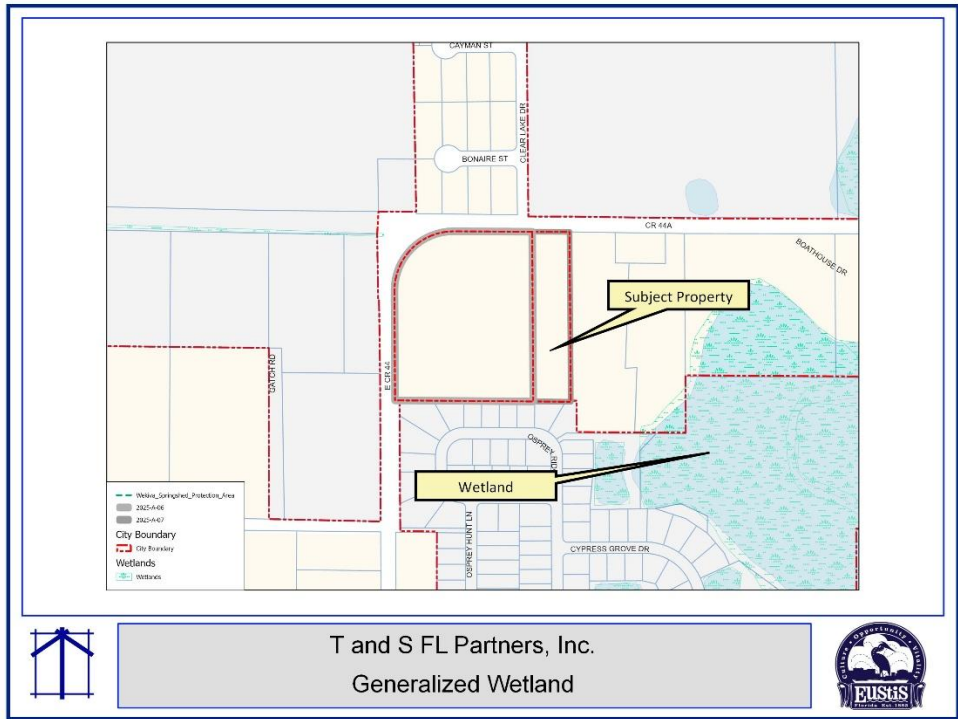 CAYMAN ST
CLEAR LAKE DR
BONAIRE ST
CR 44A
BOATHOUSE DR
Subject Property
E CR 44
LATCH RD
OSPREY RID
Wetland
OSPREY HUNT LN
CYPRESS GROVE DR
Wekiva_Springshed_Protection_Area
2025-A-06
2025-A-07
City Boundary
City Boundary
Wetlands
Wetlands
T and S FL Partners, Inc.
Generalized Wetland
Culture • Opportunity • Vitality
EUSTIS
Florida Est. 1883